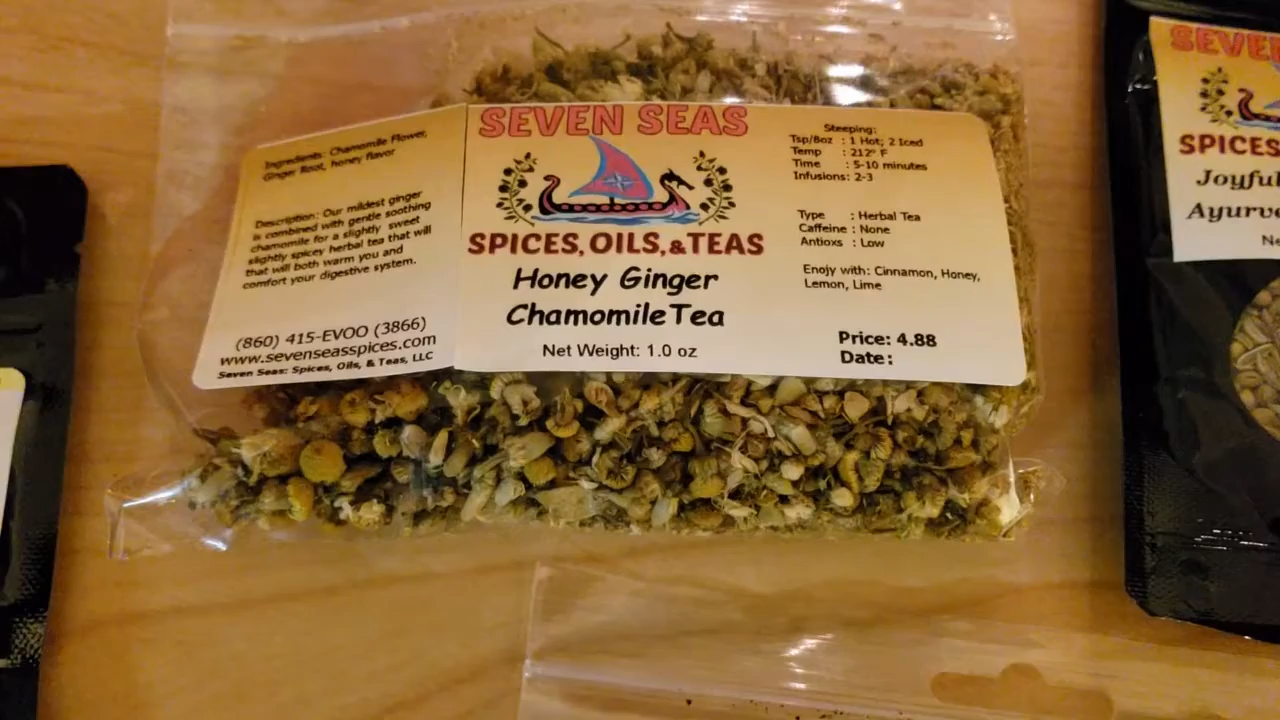 Ingredients: Chamomile Flower,
Ginger Root, honey flavor
Description: Our mildest ginger
is combined with gentle soothing
chamomile for a slightly sweet
slightly spicey herbal tea that will
that will both warm you and
comfort your digestive system.
(860) 415-EVOO (3866)
www.sevenseasspices.com
Seven Seas: Spices, Oils, & Teas, LLC
SEVEN SEAS
SPICES, OILS, & TEAS
Honey Ginger
Chamomile Tea
Net Weight: 1.0 oz
Steeping:
Tsp/8oz : 1 Hot; 2 Iced
Temp : 212° F
Time : 5-10 minutes
Infusions: 2-3
Type : Herbal Tea
Caffeine : None
Antioxs : Low
Enojy with: Cinnamon, Honey,
Lemon, Lime
Price: 4.88
Date:
SEVEN
SPICES
Joyful